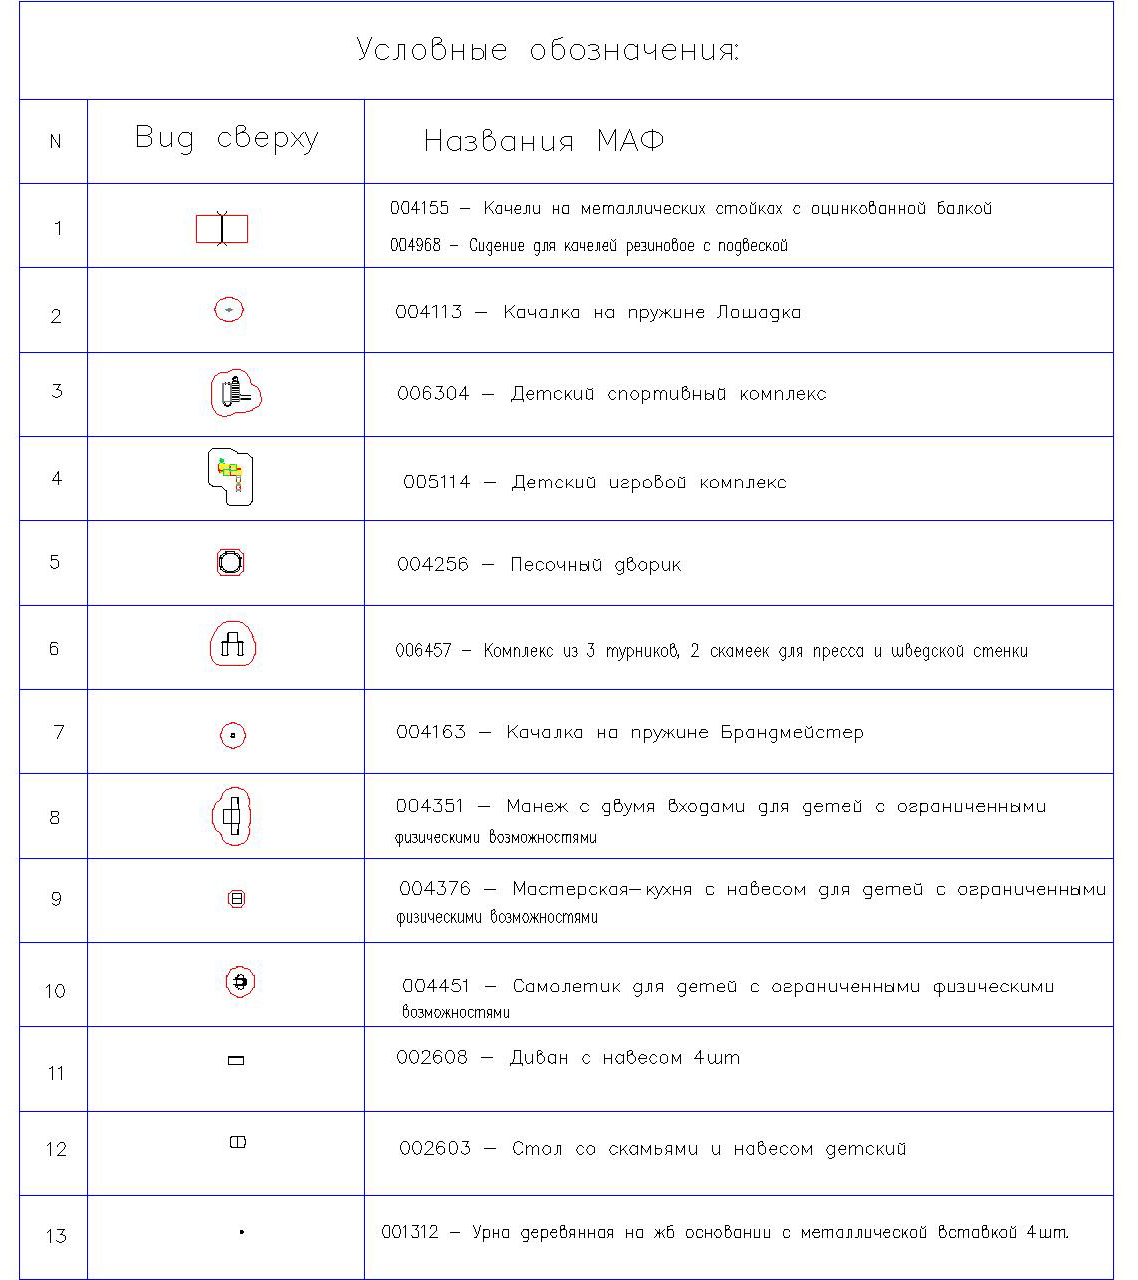 Условные обозначения:
N Вид сверху Названия МАФ
1 004155 – Качели на металлических стойках с оцинкованной балкой
004968 – Сидение для качелей резиновое с подвеской
2 004113 – Качалка на пружине Лошадка
3 006304 – Детский спортивный комплекс
4 005114 – Детский игровой комплекс
5 004256 – Песочный дворик
6 006457 – Комплекс из 3 турников, 2 скамеек для пресса и шведской стенки
7 004163 – Качалка на пружине Брандмейстер
8 004351 – Манеж с двумя входами для детей с ограниченными
физическими возможностями
9 004376 – Мастерская–кухня с навесом для детей с ограниченными
физическими возможностями
10 004451 – Самолетик для детей с ограниченными физическими
возможностями
11 002608 – Диван с навесом 4шт
12 002603 – Стол со скамьями и навесом детский
13 001312 – Урна деревянная на жб основании с металлической вставкой 4шт.